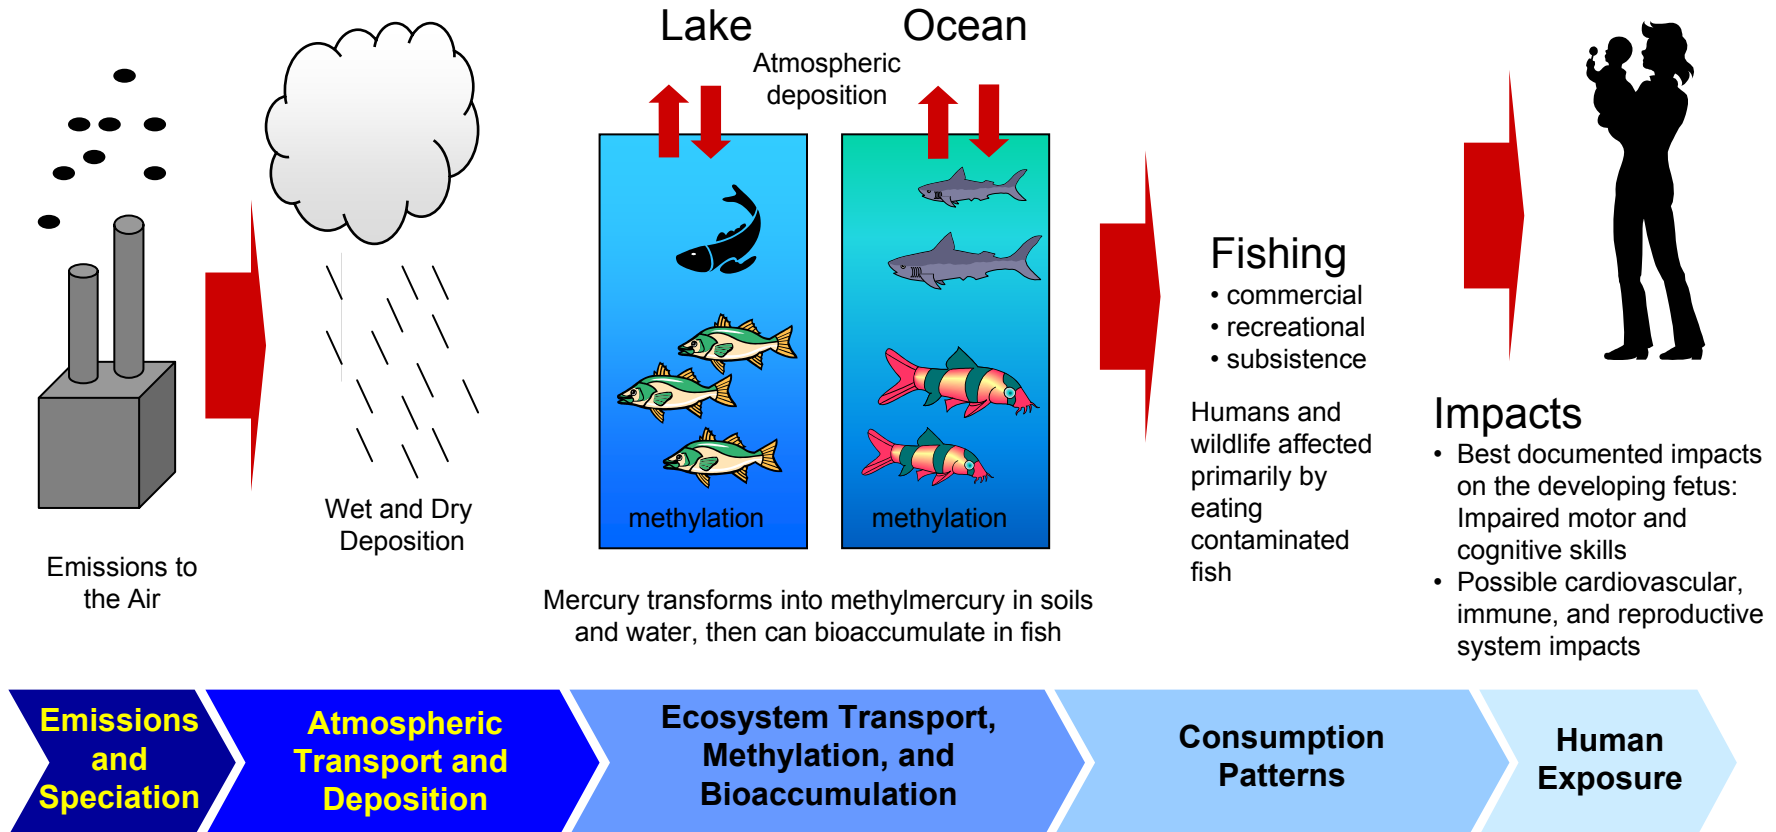 Lake
Ocean
Atmospheric
deposition
methylation
methylation
Emissions to
the Air
Wet and Dry
Deposition
Mercury transforms into methylmercury in soils
and water, then can bioaccumulate in fish
Fishing
• commercial
• recreational
• subsistence
Humans and
wildlife affected
primarily by
eating
contaminated
fish
Impacts
• Best documented impacts
on the developing fetus:
Impaired motor and
cognitive skills
• Possible cardiovascular,
immune, and reproductive
system impacts
Emissions
and
Speciation
Atmospheric
Transport and
Deposition
Ecosystem Transport,
Methylation, and
Bioaccumulation
Consumption
Patterns
Human
Exposure